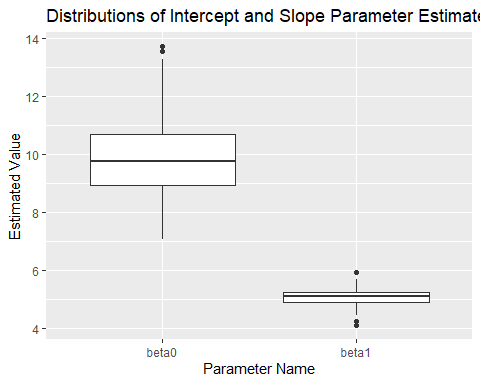 Distributions of Intercept and Slope Parameter Estimate
14
12
10
8
6
4
Estimated Value
beta0 beta1
Parameter Name